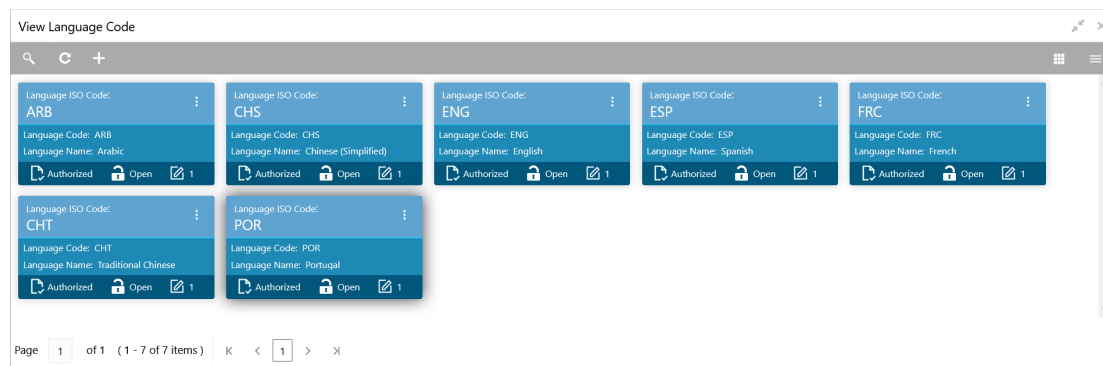 View Language Code
Language ISO Code:
ARB
Language Code: ARB
Language Name: Arabic
Authorized Open 1
Language ISO Code:
CHS
Language Code: CHS
Language Name: Chinese (Simplified)
Authorized Open 1
Language ISO Code:
ENG
Language Code: ENG
Language Name: English
Authorized Open 1
Language ISO Code:
ESP
Language Code: ESP
Language Name: Spanish
Authorized Open 1
Language ISO Code:
FRC
Language Code: FRC
Language Name: French
Authorized Open 1
Language ISO Code:
CHT
Language Code: CHT
Language Name: Traditional Chinese
Authorized Open 1
Language ISO Code:
POR
Language Code: POR
Language Name: Portugal
Authorized Open 1
Page 1 of 1 ( 1 - 7 of 7 items ) 1